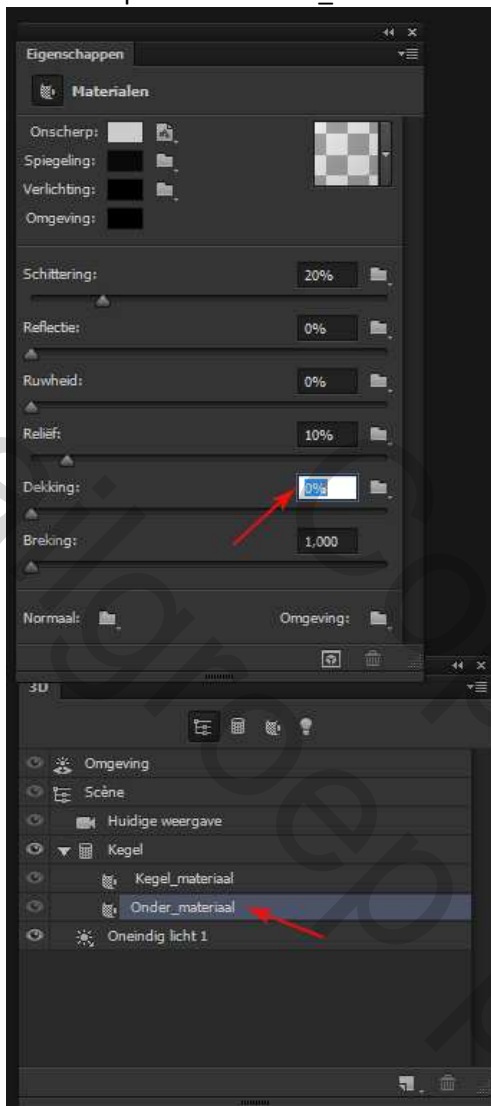 Eigenschappen
Materialen
Onscherp:
Spiegeling:
Verlichting:
Omgeving:
Schittering: 20%
Reflectie: 0%
Ruwheid: 0%
Reliëf: 10%
Dekking: 0%
Breking: 1,000
Normaal: Omgeving:
3D
Omgeving
Scène
Huidige weergave
Kegel
Kegel_materiaal
Onder_materiaal
Oneindig licht 1